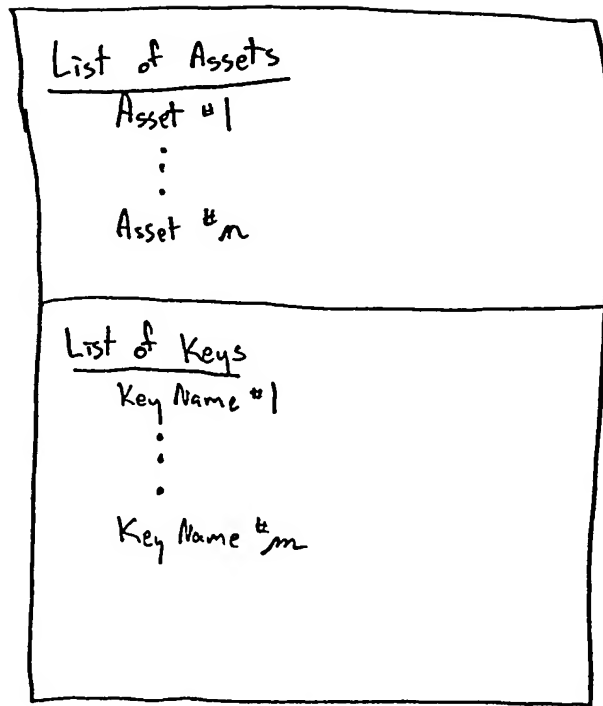 List of Assets
Asset #1
Asset #n
List of Keys
Key Name #1
Key Name #m